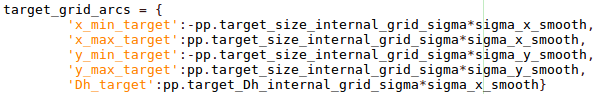 target_grid_arcs = {
'x_min_target':-pp.target_size_internal_grid_sigma*sigma_x_smooth,
'x_max_target':pp.target_size_internal_grid_sigma*sigma_x_smooth,
'y_min_target':-pp.target_size_internal_grid_sigma*sigma_y_smooth,
'y_max_target':pp.target_size_internal_grid_sigma*sigma_y_smooth,
'Dh_target':pp.target_Dh_internal_grid_sigma*sigma_x_smooth}